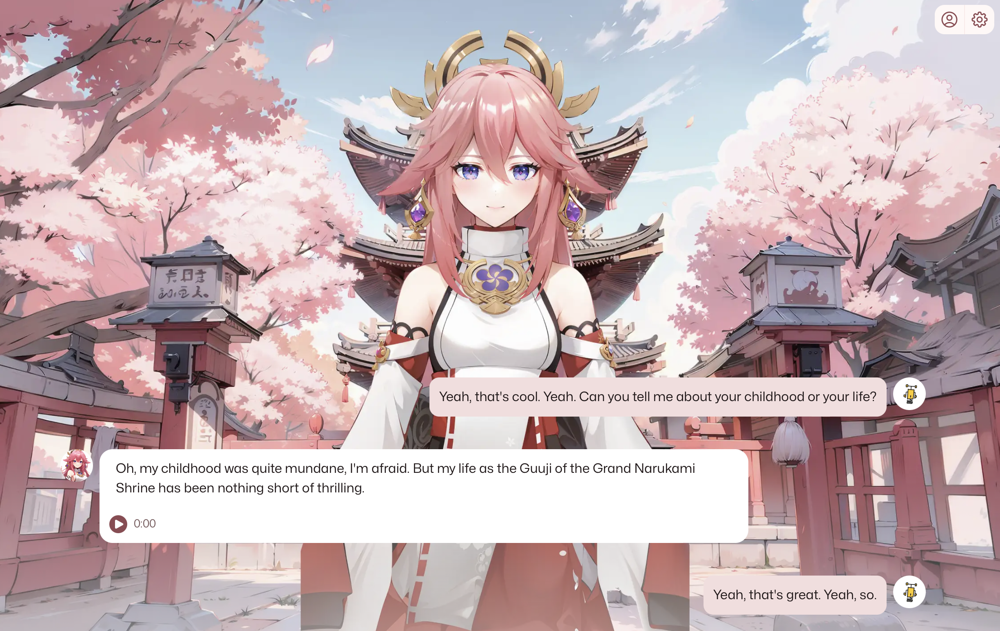 Yeah, that's cool. Yeah. Can you tell me about your childhood or your life?
Oh, my childhood was quite mundane, I'm afraid. But my life as the Guuji of the Grand Narukami
Shrine has been nothing short of thrilling.
0:00
Yeah, that's great. Yeah, so.